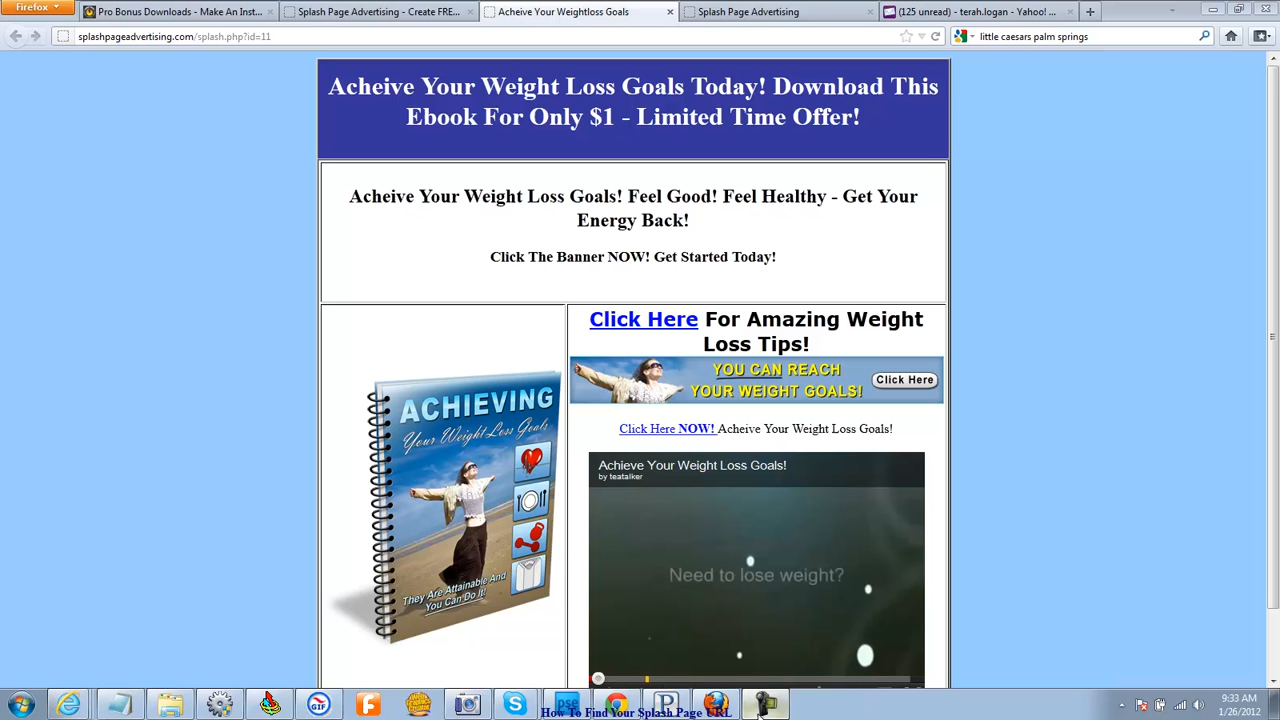 Firefox
Pro Bonus Downloads - Make An Inst...
Splash Page Advertising - Create FRE...
Acheive Your Weightloss Goals
Splash Page Advertising
(125 unread) - terah.logan - Yahoo! ...
splashpageadvertising.com/splash.php?id=11
little caesars palm springs
Acheive Your Weight Loss Goals Today! Download This
Ebook For Only $1 - Limited Time Offer!
Acheive Your Weight Loss Goals! Feel Good! Feel Healthy - Get Your
Energy Back!
Click The Banner NOW! Get Started Today!
Click Here For Amazing Weight
Loss Tips!
YOU CAN REACH
YOUR WEIGHT GOALS!
Click Here
Click Here NOW! Acheive Your Weight Loss Goals!
ACHIEVING
Your Weight Loss Goals
They Are Attainable And
You Can Do It!
Achieve Your Weight Loss Goals!
by teatalker
Need to lose weight?
GIF
pse
How To Find Your Splash Page URL
9:33 AM
1/26/2012